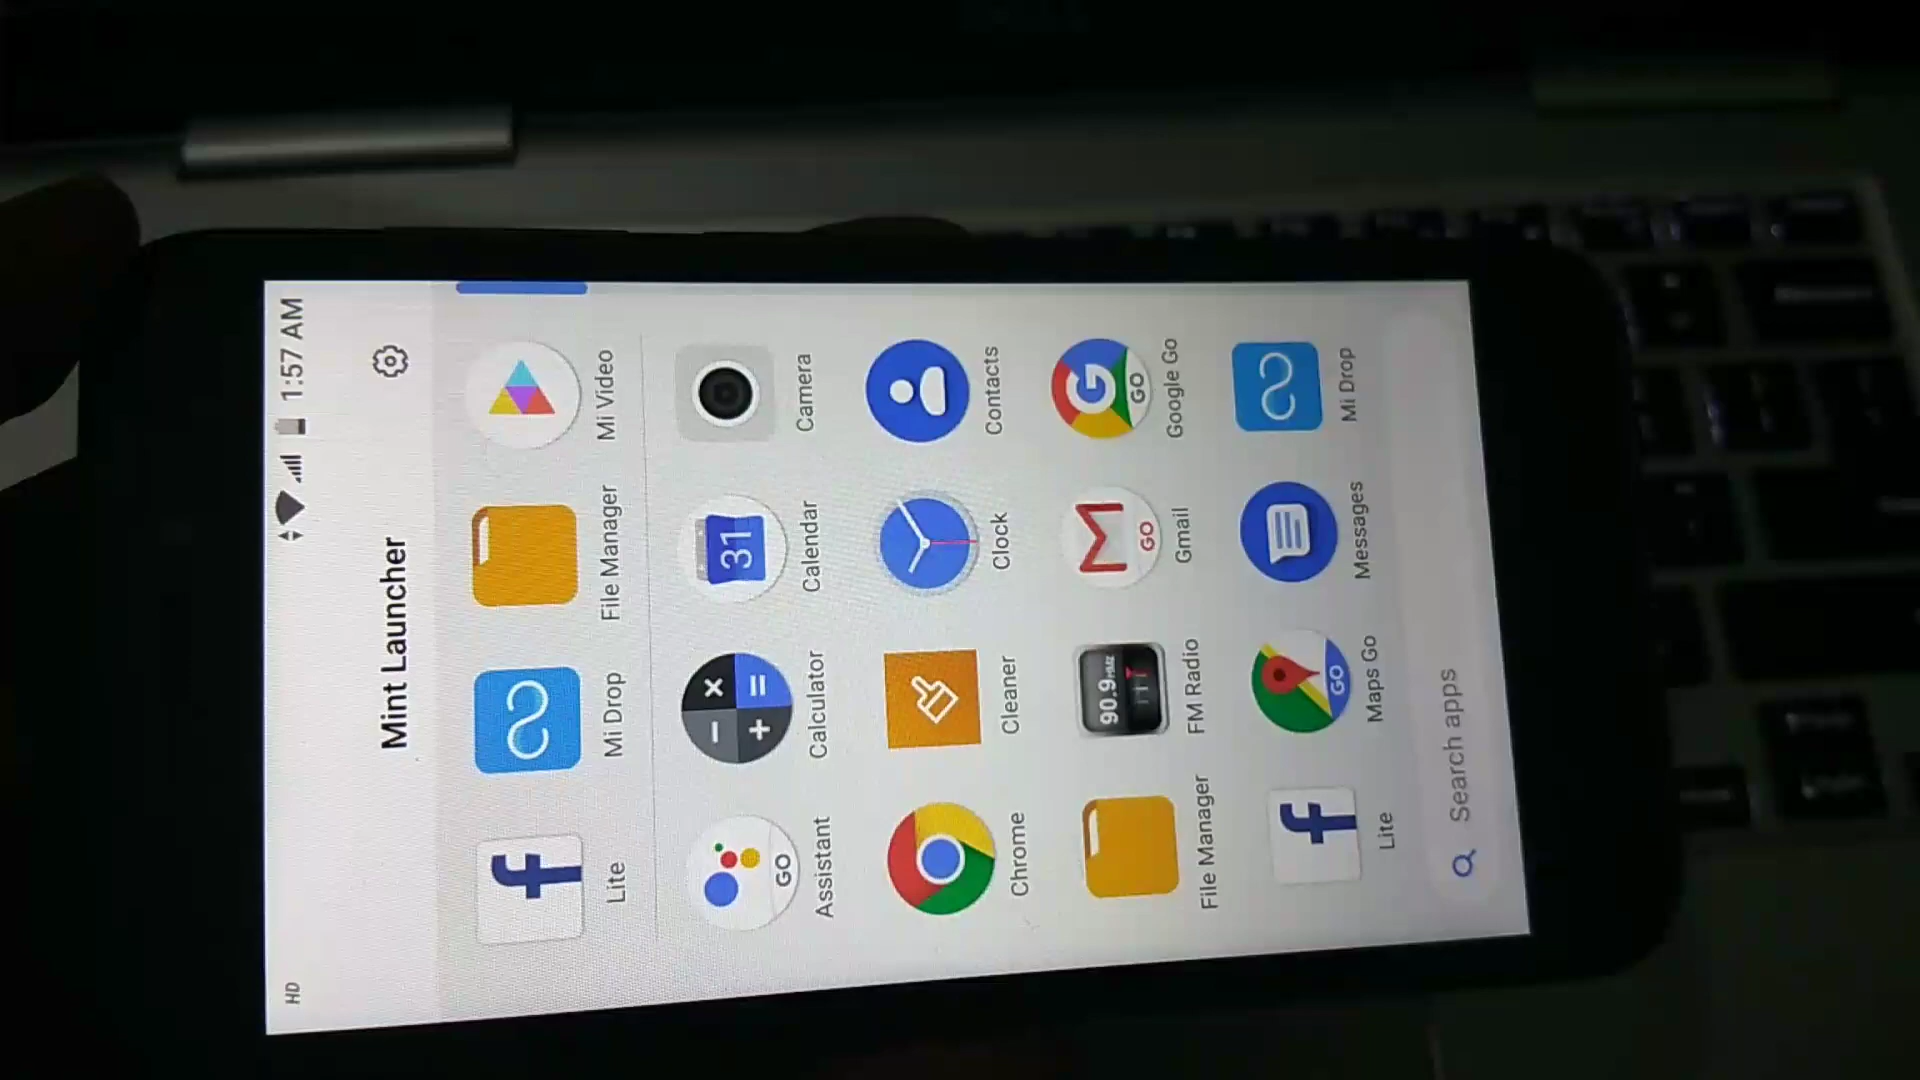 HD 1:57 AM
Mint Launcher
Lite Mi Drop File Manager Mi Video
GO 31
Assistant Calculator Calendar Camera
Chrome Cleaner Clock Contacts
90.9 MHz GO G GO
File Manager FM Radio Gmail Google Go
GO
Lite Maps Go Messages Mi Drop
Search apps